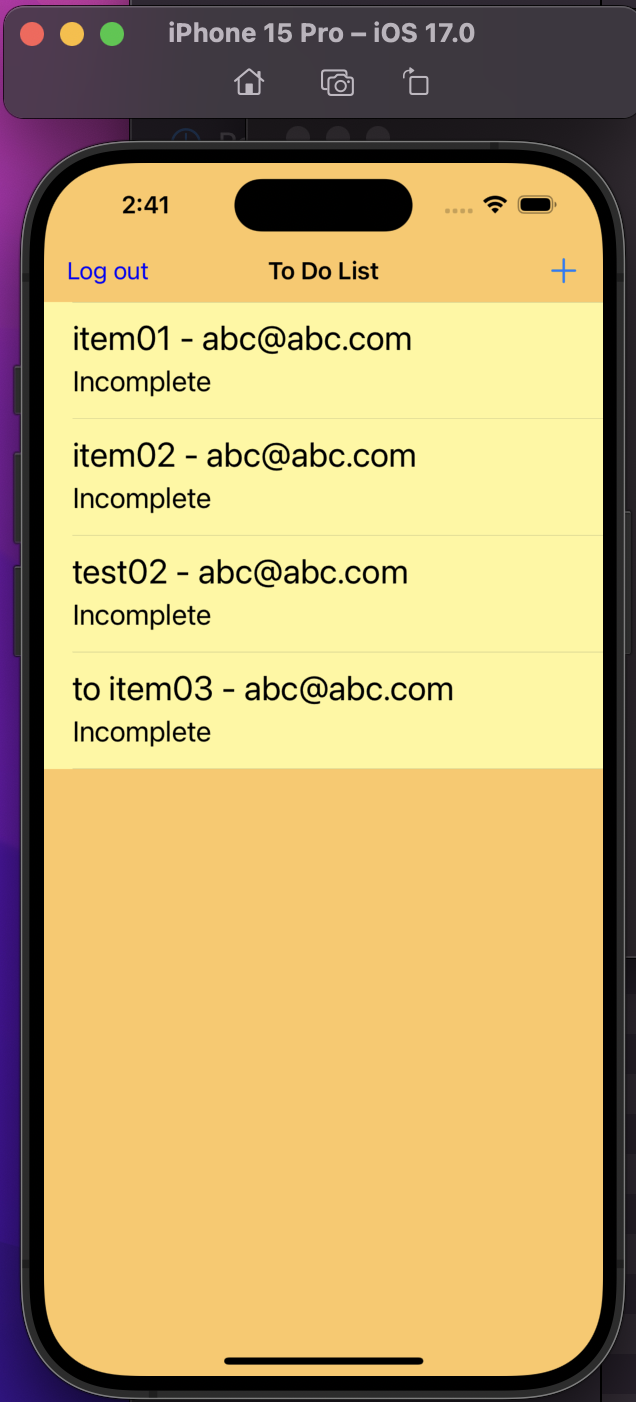 iPhone 15 Pro – iOS 17.0
2:41
Log out
To Do List
item01 - abc@abc.com
Incomplete
item02 - abc@abc.com
Incomplete
test02 - abc@abc.com
Incomplete
to item03 - abc@abc.com
Incomplete